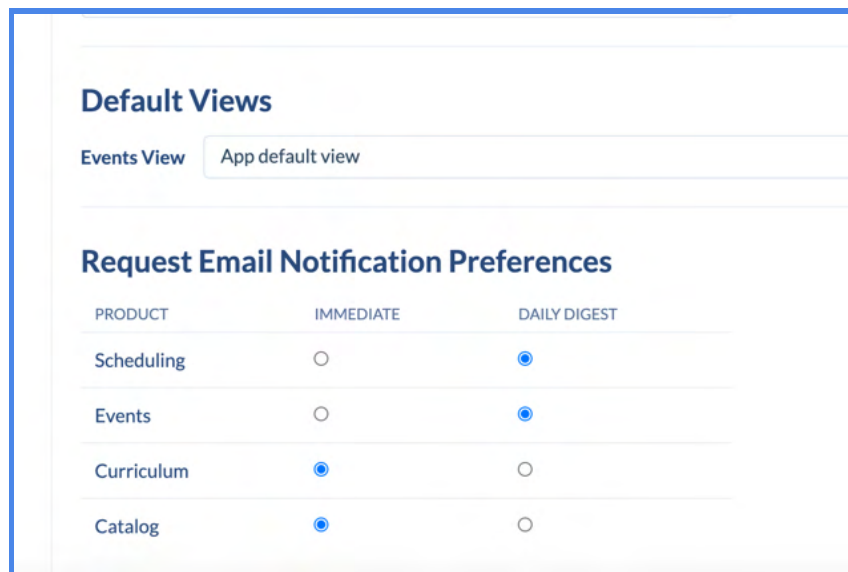 Default Views
Events View App default view
Request Email Notification Preferences
PRODUCT IMMEDIATE DAILY DIGEST
Scheduling
Events
Curriculum
Catalog